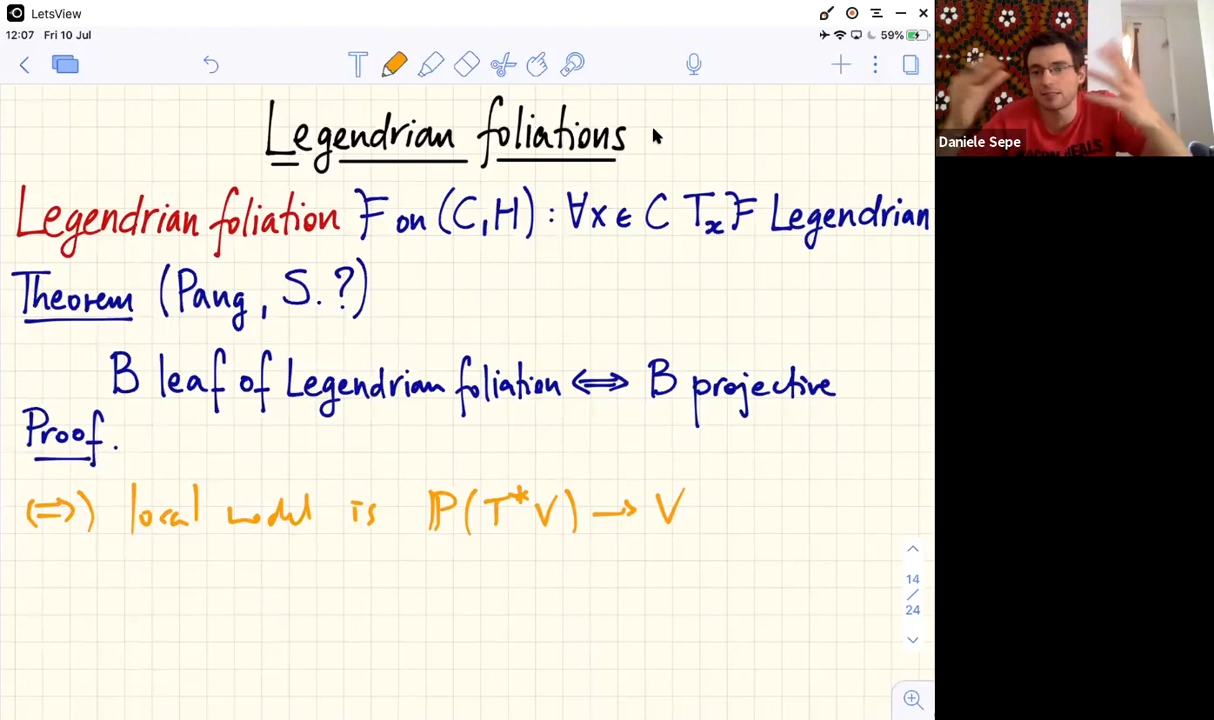 LetsView
12:07 Fri 10 Jul
59%
Legendrian foliations
Legendrian foliation F on (C,H) : ∀x ∈ C TₓF Legendrian
Theorem (Pang, S.?)
B leaf of Legendrian foliation ⟺ B projective
Proof.
(⟹) local model is ℙ(T*V) → V
14
/
24
Daniele Sepe